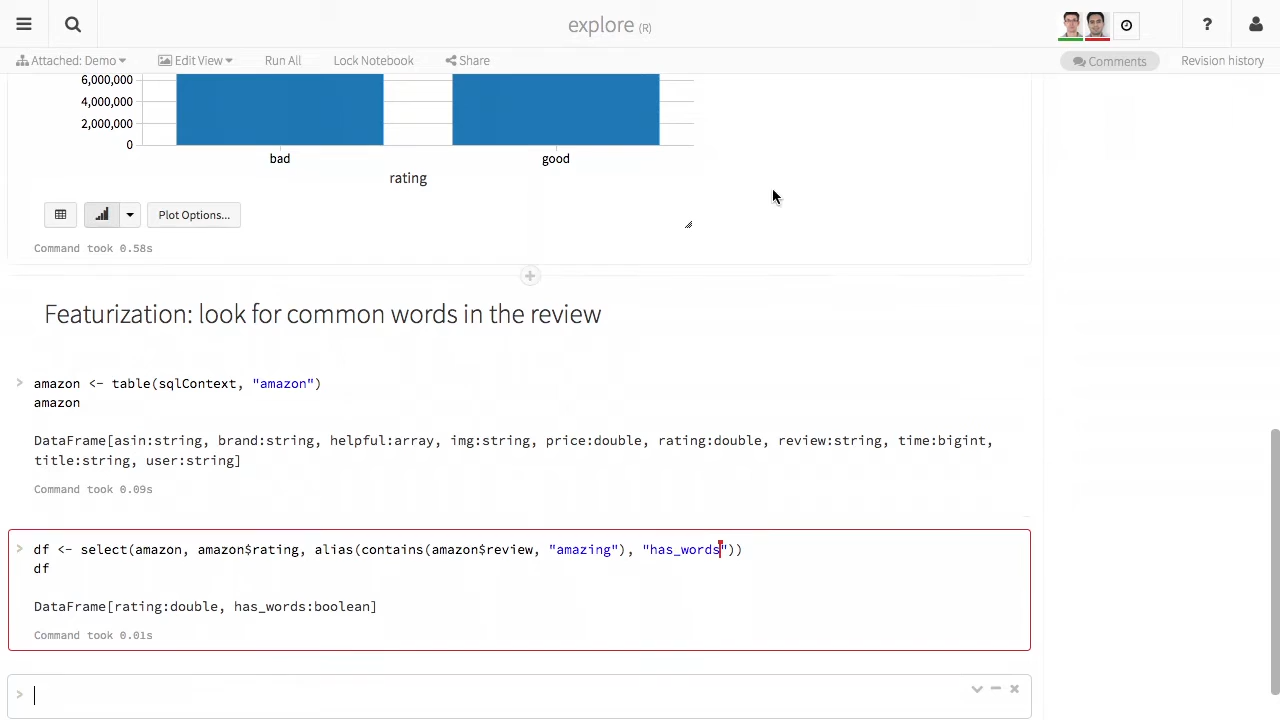 explore (R)
?
Attached: Demo
Edit View
Run All
Lock Notebook
Share
Comments
Revision history
6,000,000
4,000,000
2,000,000
0
bad
good
rating
Plot Options...
Command took 0.58s
+
Featurization: look for common words in the review
> amazon <- table(sqlContext, "amazon")
amazon
DataFrame[asin:string, brand:string, helpful:array, img:string, price:double, rating:double, review:string, time:bigint,
title:string, user:string]
Command took 0.09s
> df <- select(amazon, amazon$rating, alias(contains(amazon$review, "amazing"), "has_words"))
df
DataFrame[rating:double, has_words:boolean]
Command took 0.01s
>